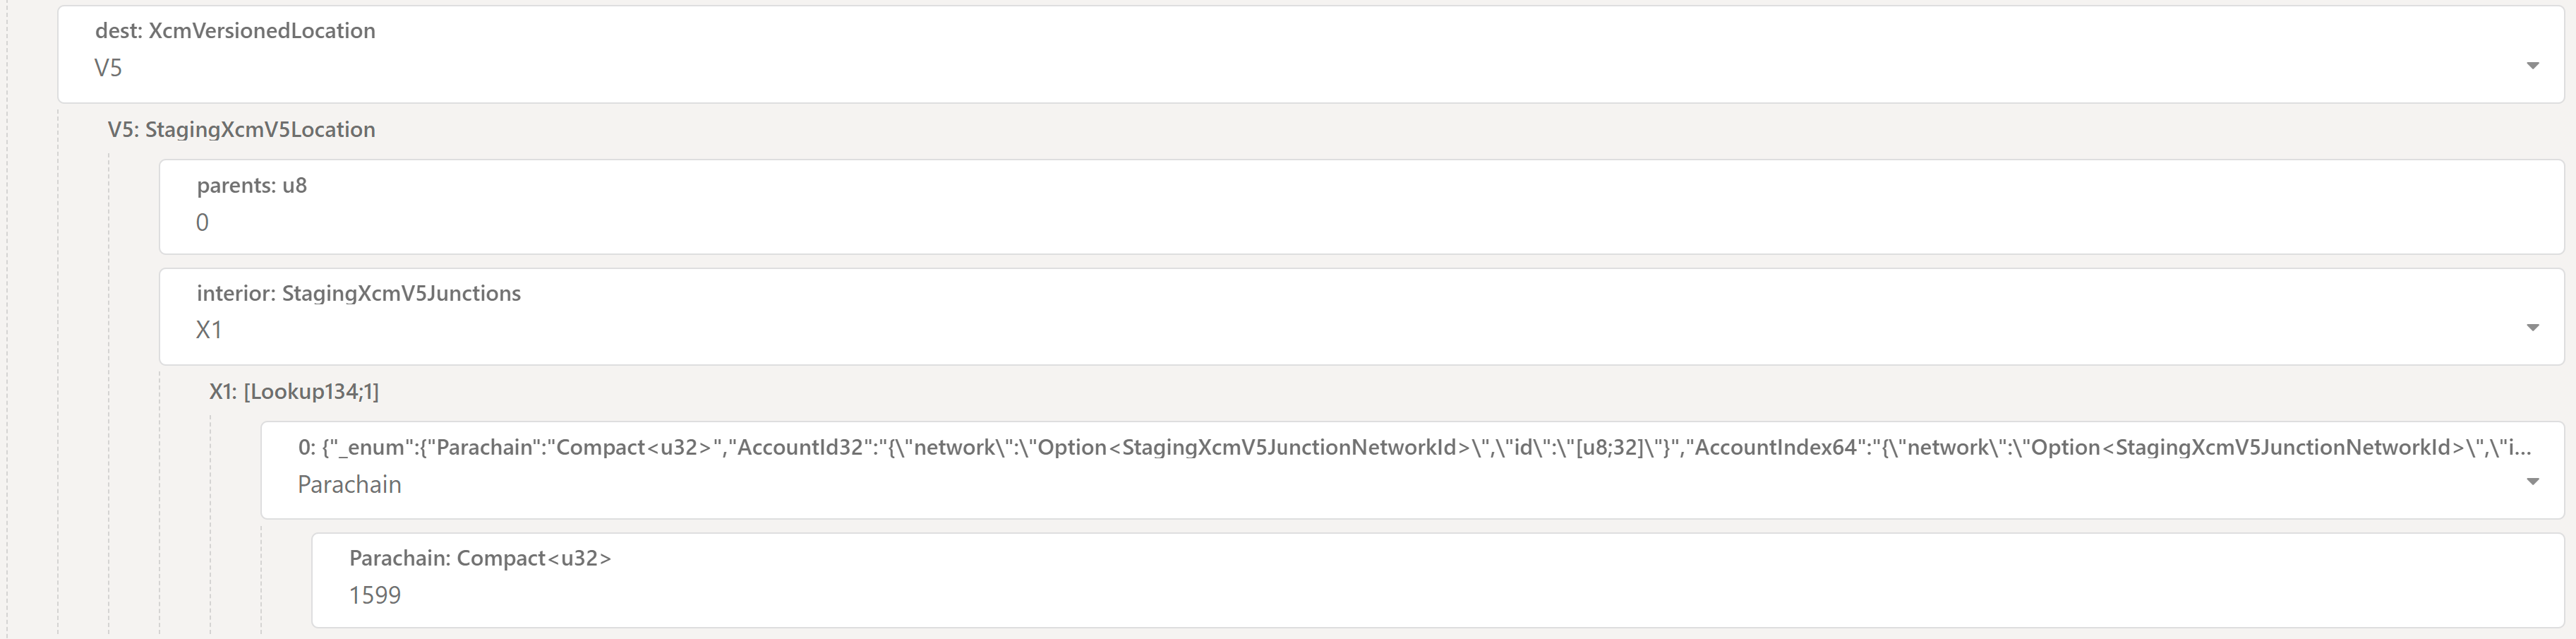 dest: XcmVersionedLocation
V5
V5: StagingXcmV5Location
parents: u8
0
interior: StagingXcmV5Junctions
X1
X1: [Lookup134;1]
0: {"_enum":{"Parachain":"Compact<u32>","AccountId32":"{\"network\":\"Option<StagingXcmV5JunctionNetworkId>\",\"id\":\"[u8;32]\"}","AccountIndex64":"{\"network\":\"Option<StagingXcmV5JunctionNetworkId>\",\"i...
Parachain
Parachain: Compact<u32>
1599